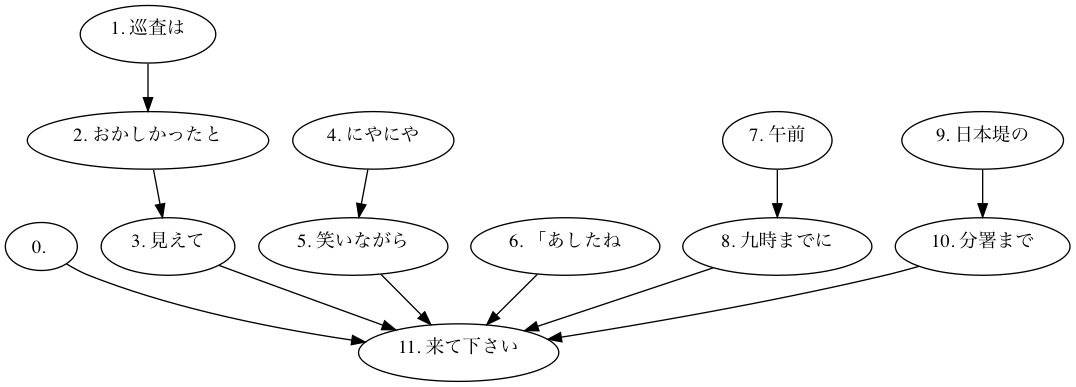 1. 巡査は
2. おかしかったと
4. にやにや
7. 午前
9. 日本堤の
0.
3. 見えて
5. 笑いながら
6. 「あしたね
8. 九時までに
10. 分署まで
11. 来て下さい